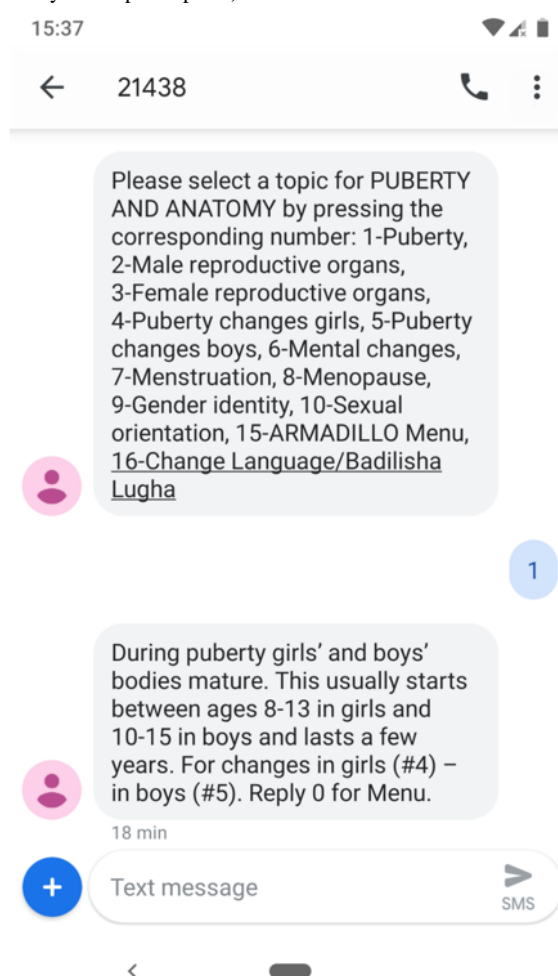 15:37
21438
Please select a topic for PUBERTY
AND ANATOMY by pressing the
corresponding number: 1-Puberty,
2-Male reproductive organs,
3-Female reproductive organs,
4-Puberty changes girls, 5-Puberty
changes boys, 6-Mental changes,
7-Menstruation, 8-Menopause,
9-Gender identity, 10-Sexual
orientation, 15-ARMADILLO Menu,
16-Change Language/Badilisha
Lugha
1
During puberty girls’ and boys’
bodies mature. This usually starts
between ages 8-13 in girls and
10-15 in boys and lasts a few
years. For changes in girls (#4) –
in boys (#5). Reply 0 for Menu.
18 min
Text message
SMS